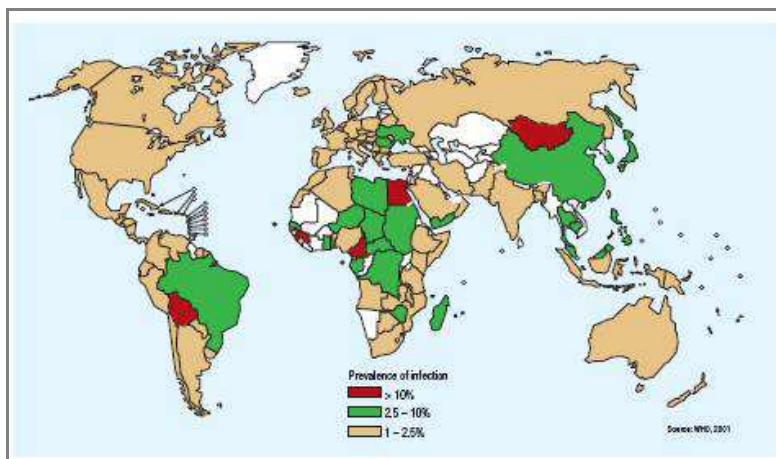 Prevalence of infection
> 10%
2.5 – 10%
1 – 2.5%
Source: WHO, 2001